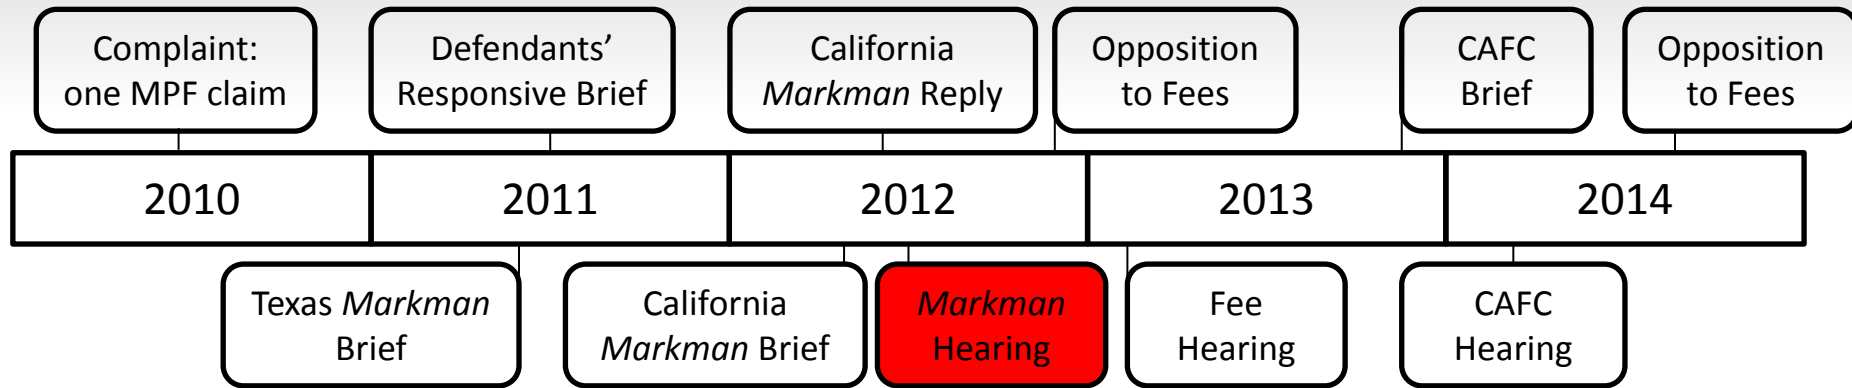 Complaint:
one MPF claim
Defendants’
Responsive Brief
California
Markman Reply
Opposition
to Fees
CAFC
Brief
Opposition
to Fees
2010
2011
2012
2013
2014
Texas Markman
Brief
California
Markman Brief
Markman
Hearing
Fee
Hearing
CAFC
Hearing